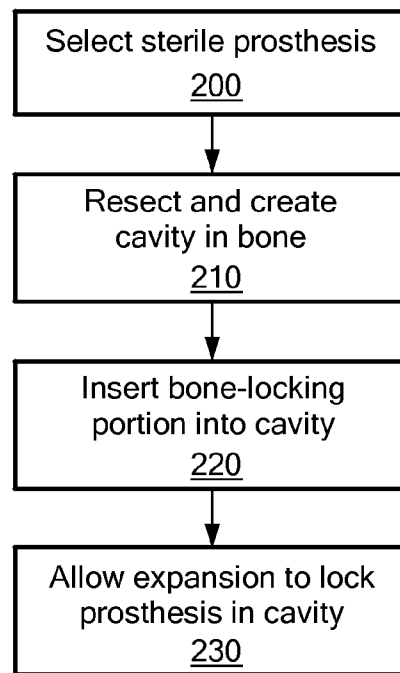 Select sterile prosthesis
200
Resect and create
cavity in bone
210
Insert bone-locking
portion into cavity
220
Allow expansion to lock
prosthesis in cavity
230